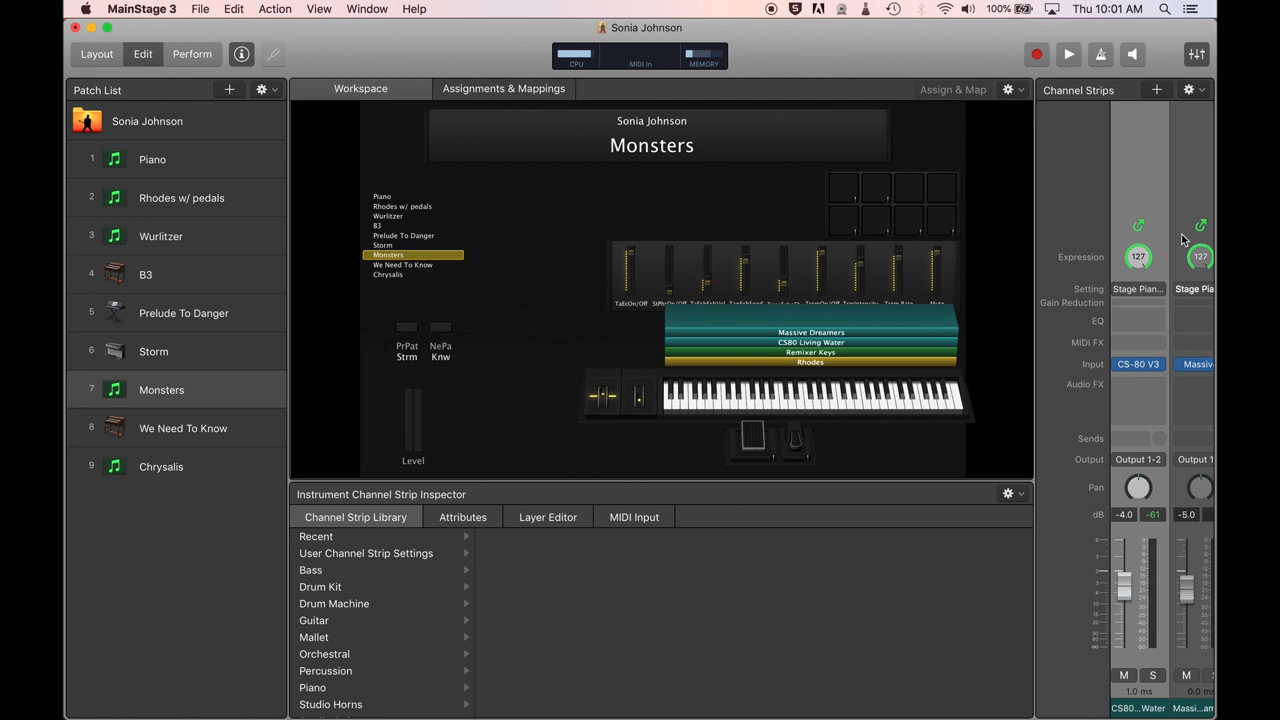 MainStage 3 File Edit Action View Window Help 5 100% Thu 10:01 AM
Sonia Johnson
Layout Edit Perform
CPU MIDI In MEMORY
Patch List
Workspace Assignments & Mappings Assign & Map
Channel Strips
Sonia Johnson
1 Piano
2 Rhodes w/ pedals
3 Wurlitzer
4 B3
5 Prelude To Danger
6 Storm
7 Monsters
8 We Need To Know
9 Chrysalis
Sonia Johnson
Monsters
Piano
Rhodes w/ pedals
Wurlitzer
B3
Prelude To Danger
Storm
Monsters
We Need To Know
Chrysalis
PrPat NePa
Strm Knw
Level
Massive Dreamers
CS80 Living Water
Remixer Keys
Rhodes
Instrument Channel Strip Inspector
Channel Strip Library Attributes Layer Editor MIDI Input
Recent
User Channel Strip Settings
Bass
Drum Kit
Drum Machine
Guitar
Mallet
Orchestral
Percussion
Piano
Studio Horns
Expression 127 127
Setting Stage Pian... Stage Pia
Gain Reduction
EQ
MIDI FX
Input CS-80 V3 Massiv
Audio FX
Sends
Output Output 1-2 Output 1
Pan
dB -4.0 -61 -5.0
M S M
1.0 ms 0.0 ms
CS80...Water Massi...am